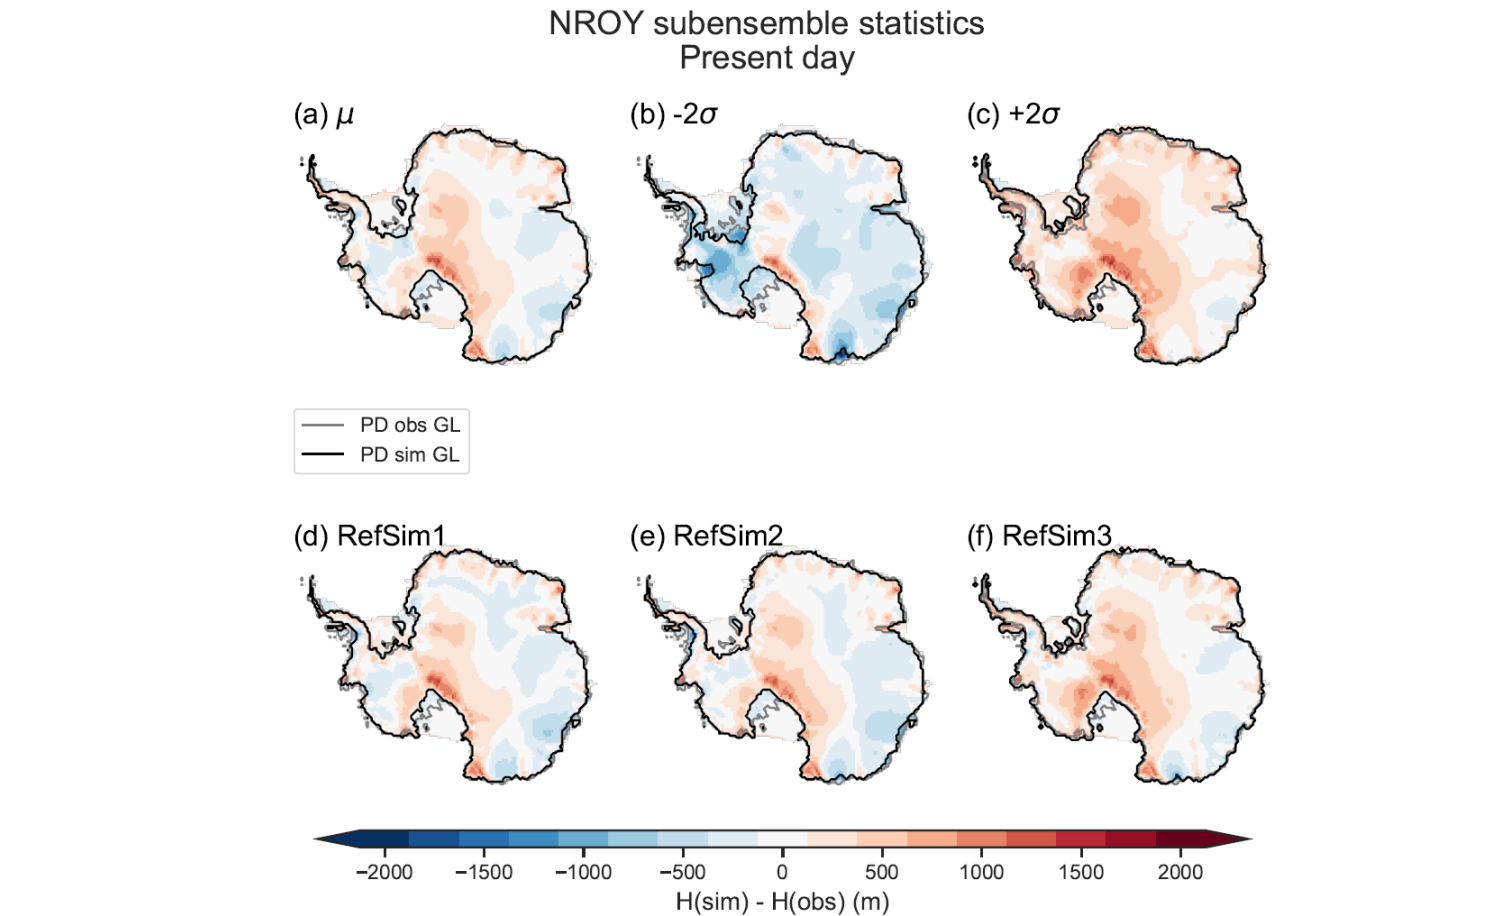 NROY subensemble statistics
Present day
(a) μ
(b) -2σ
(c) +2σ
PD obs GL
PD sim GL
(d) RefSim1
(e) RefSim2
(f) RefSim3
−2000 −1500 −1000 −500 0 500 1000 1500 2000
H(sim) - H(obs) (m)